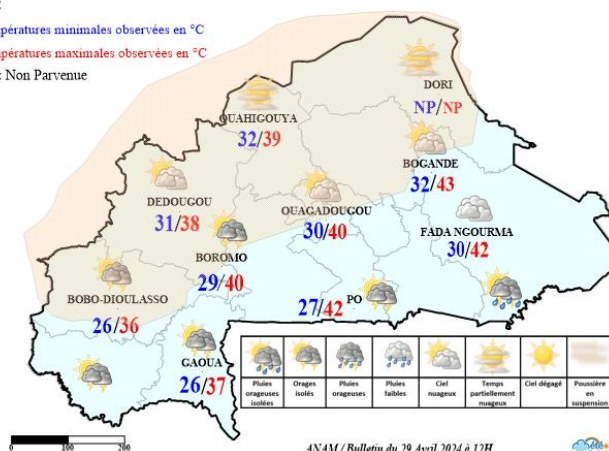 pératures minimales observées en °C
pératures maximales observées en °C
: Non Parvenue
DORI
NP/NP
OUAHIGOUYA
32/39
BOGANDE
32/43
DEDOUGOU
31/38
OUAGADOUGOU
30/40
FADA NGOURMA
30/42
BOROMO
29/40
BOBO-DIOULASSO
26/36
27/42 PO
GAOUA
26/37
Pluies orageuses isolées
Orages isolés
Pluies orageuses
Pluies faibles
Ciel nuageux
Temps partiellement nuageux
Ciel dégagé
Poussière en suspension
0 100 200
ANAM / Bulletin du 29 Avril 2024 à 12H